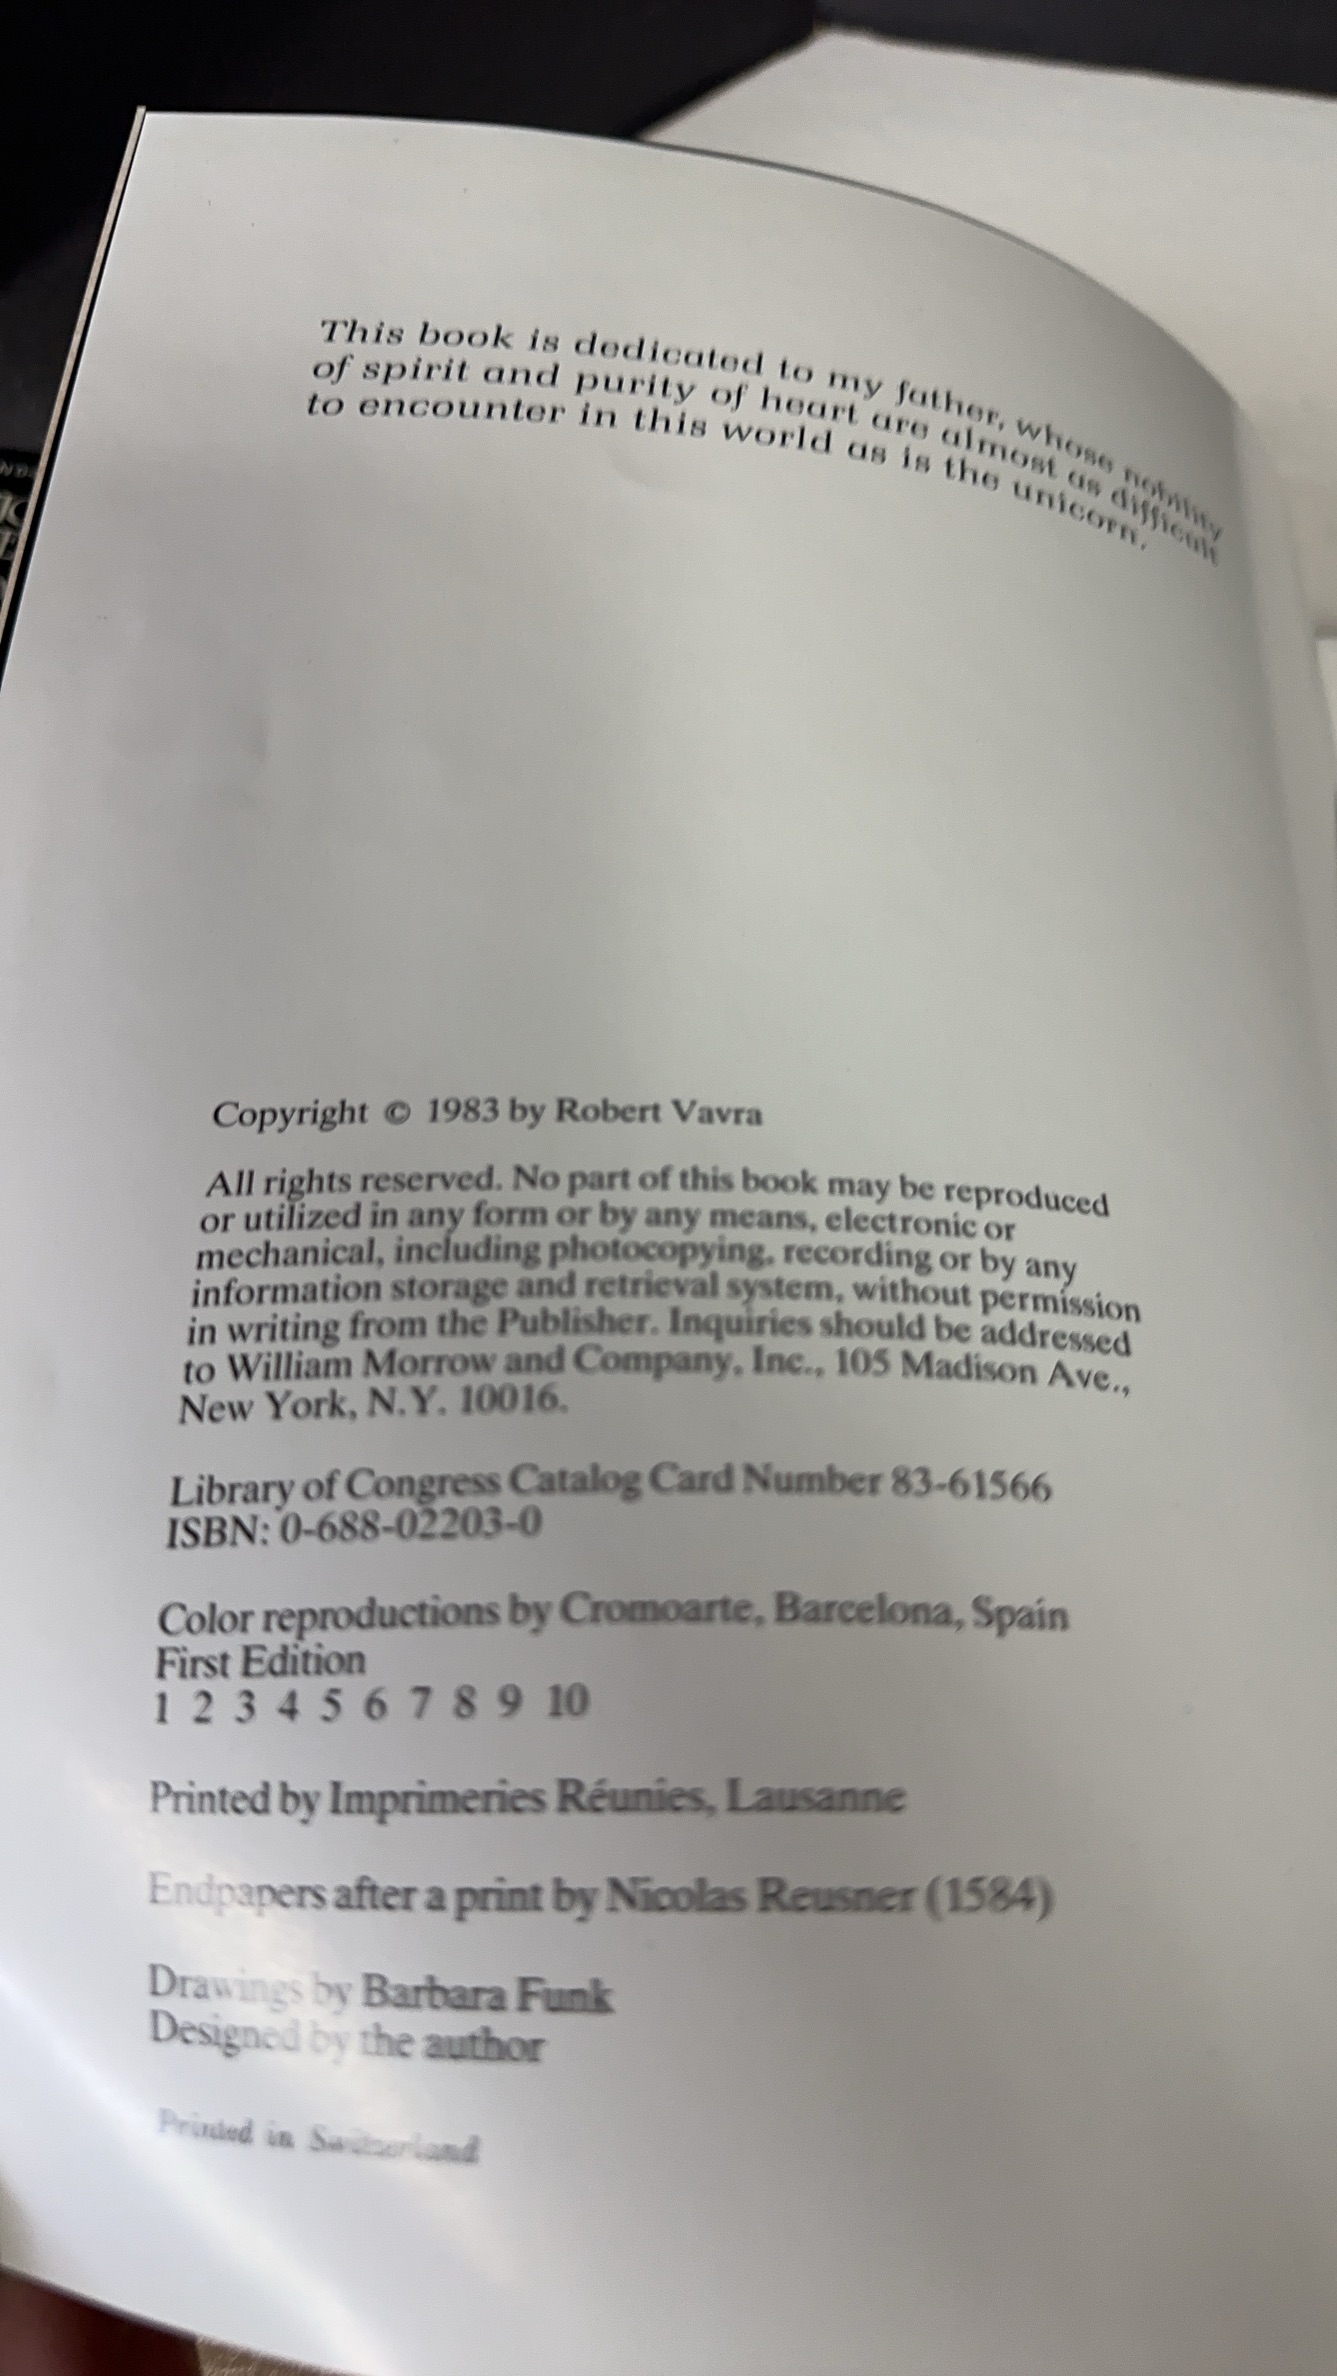 This book is dedicated to my father, whose nobility
of spirit and purity of heart are almost as difficult
to encounter in this world as is the unicorn.
Copyright © 1983 by Robert Vavra
All rights reserved. No part of this book may be reproduced
or utilized in any form or by any means, electronic or
mechanical, including photocopying, recording or by any
information storage and retrieval system, without permission
in writing from the Publisher. Inquiries should be addressed
to William Morrow and Company, Inc., 105 Madison Ave.,
New York, N.Y. 10016.
Library of Congress Catalog Card Number 83-61566
ISBN: 0-688-02203-0
Color reproductions by Cromoarte, Barcelona, Spain
First Edition
1 2 3 4 5 6 7 8 9 10
Printed by Imprimeries Réunies, Lausanne
Endpapers after a print by Nicolas Reusner (1584)
Drawings by Barbara Funk
Designed by the author
Printed in Switzerland